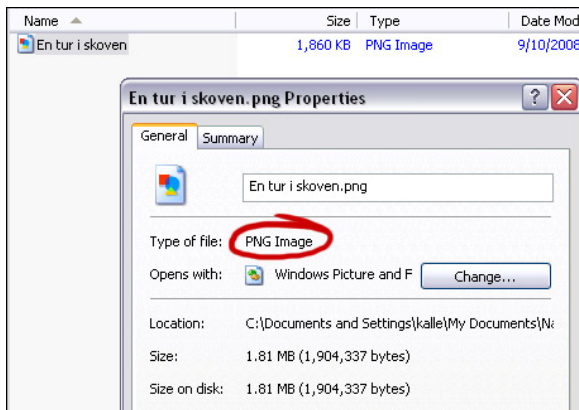 Name Size Type Date Mod
En tur i skoven 1,860 KB PNG Image 9/10/2008
En tur i skoven.png Properties
General Summary
En tur i skoven.png
Type of file: PNG Image
Opens with: Windows Picture and F Change...
Location: C:\Documents and Settings\kalle\My Documents\Na
Size: 1.81 MB (1,904,337 bytes)
Size on disk: 1.81 MB (1,904,337 bytes)